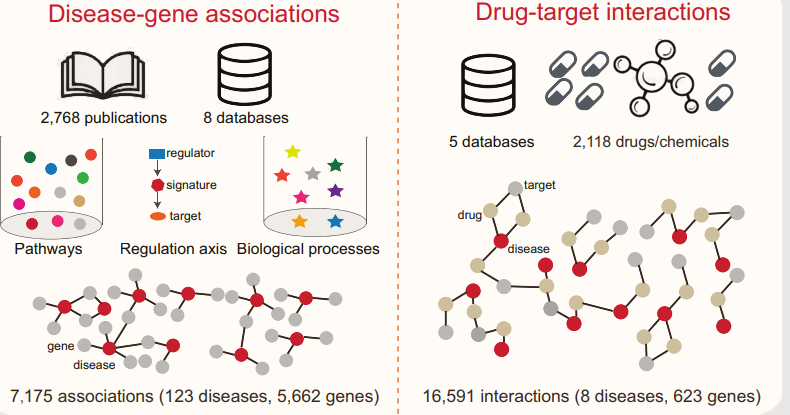 Disease-gene associations
2,768 publications
8 databases
regulator
signature
target
Pathways
Regulation axis
Biological processes
gene
disease
7,175 associations (123 diseases, 5,662 genes)
Drug-target interactions
5 databases
2,118 drugs/chemicals
target
drug
disease
16,591 interactions (8 diseases, 623 genes)